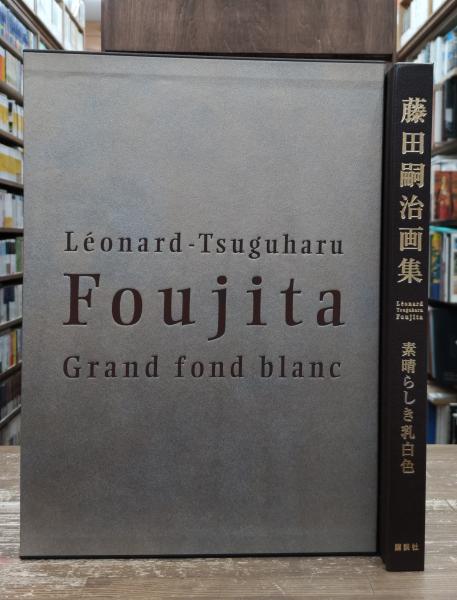 Léonard-Tsuguharu
Foujita
Grand fond blanc
藤田嗣治画集
Léonard
Tsuguharu
Foujita
素晴らしき乳白色
講談社